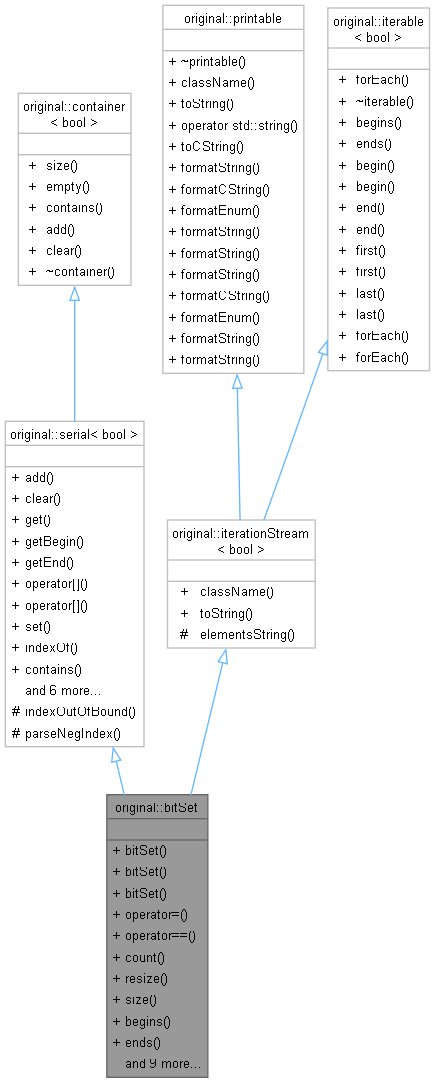 original::printable
+ ~printable()
+ className()
+ toString()
+ operator std::string()
+ toCString()
+ formatString()
+ formatCString()
+ formatEnum()
+ formatString()
+ formatString()
+ formatString()
+ formatCString()
+ formatEnum()
+ formatString()
+ formatString()
original::iterable
< bool >
+ forEach()
+ ~iterable()
+ begins()
+ ends()
+ begin()
+ begin()
+ end()
+ end()
+ first()
+ first()
+ last()
+ last()
+ forEach()
+ forEach()
original::container
< bool >
+ size()
+ empty()
+ contains()
+ add()
+ clear()
+ ~container()
original::serial< bool >
+ add()
+ clear()
+ get()
+ getBegin()
+ getEnd()
+ operator[]()
+ operator[]()
+ set()
+ indexOf()
+ contains()
and 6 more...
# indexOutOfBound()
# parseNegIndex()
original::iterationStream
< bool >
+ className()
+ toString()
# elementsString()
original::bitSet
+ bitSet()
+ bitSet()
+ bitSet()
+ operator=()
+ operator==()
+ count()
+ resize()
+ size()
+ begins()
+ ends()
and 9 more...